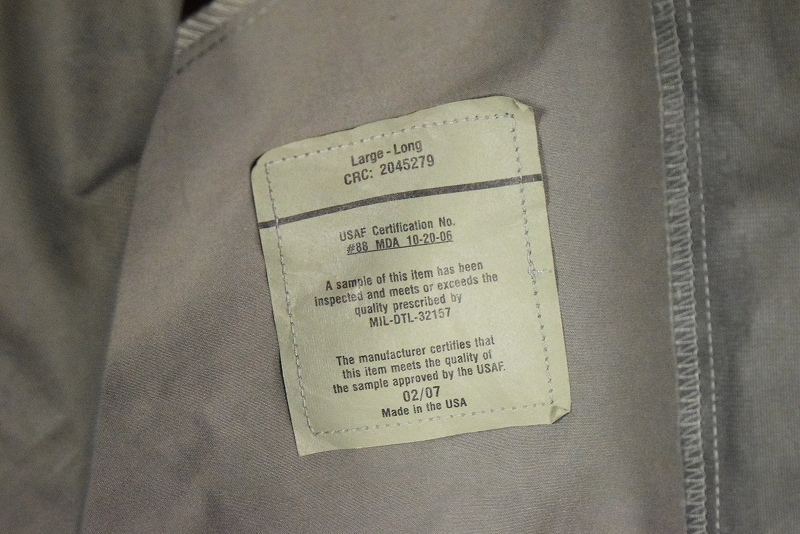 Large - Long
CRC: 2045279
USAF Certification No.
#88 MDA 10-20-06
A sample of this item has been
inspected and meets or exceeds the
quality prescribed by
MIL-DTL-32157
The manufacturer certifies that
this item meets the quality of
the sample approved by the USAF.
02/07
Made in the USA